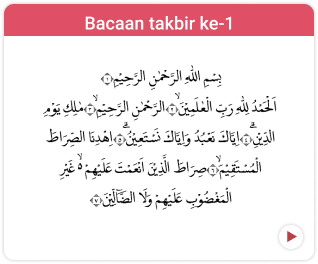 Bacaan takbir ke-1
بِسْمِ اللّٰهِ الرَّحْمٰنِ الرَّحِيْمِ ۝١
اَلْحَمْدُ لِلّٰهِ رَبِّ الْعٰلَمِيْنَۙ ۝٢ الرَّحْمٰنِ الرَّحِيْمِۙ ۝٣ مٰلِكِ يَوْمِ
الدِّيْنِۗ ۝٤ اِيَّاكَ نَعْبُدُ وَاِيَّاكَ نَسْتَعِيْنُۗ ۝٥ اِهْدِنَا الصِّرَاطَ
الْمُسْتَقِيْمَۙ ۝٦ صِرَاطَ الَّذِيْنَ اَنْعَمْتَ عَلَيْهِمْ ەۙ غَيْرِ
الْمَغْضُوْبِ عَلَيْهِمْ وَلَا الضَّاۤلِّيْنَ ۝٧